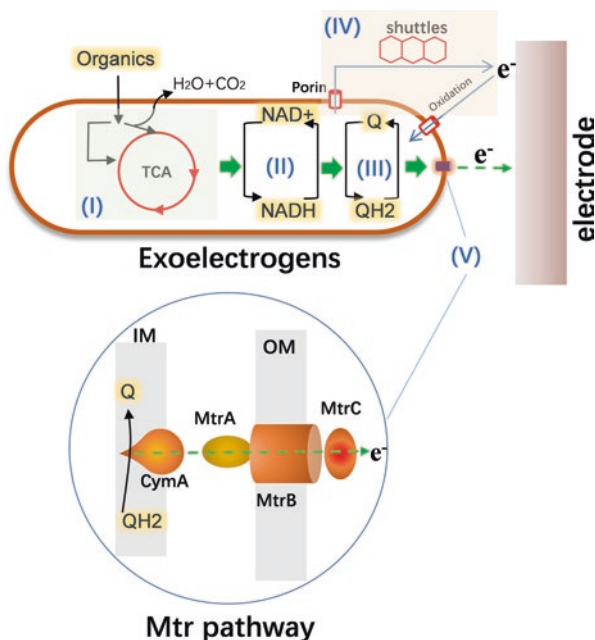 (IV)
shuttles
Organics
H2O+CO2
Porin
e-
Oxidation
NAD+
Q
TCA
(I)
(II)
(III)
NADH
QH2
e-
electrode
Exoelectrogens
(V)
IM
OM
Q
MtrA
MtrC
CymA
MtrB
e-
QH2
Mtr pathway